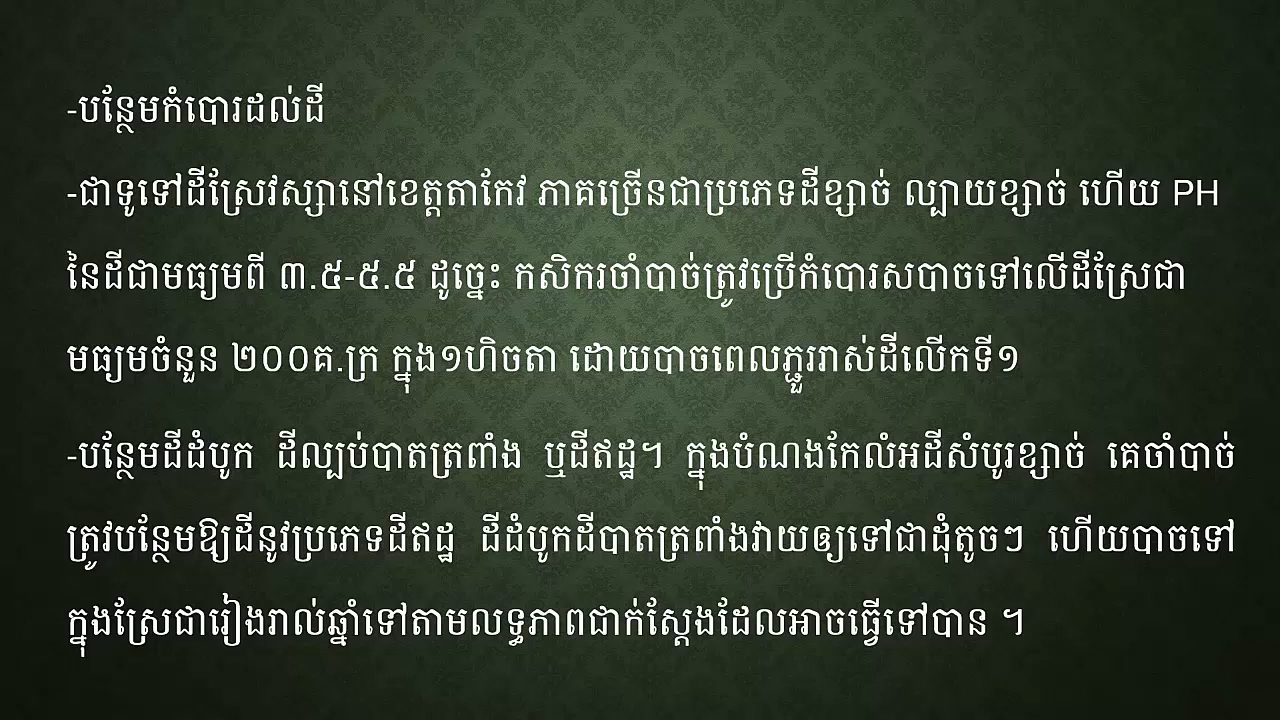 -បន្ថែមកំបោរដល់ដី
-ជាទូទៅដីស្រែវស្សានៅខេត្តតាកែវ ភាគច្រើនជាប្រភេទដីខ្សាច់ ល្បាយខ្សាច់ ហើយ PH
នៃដីជាមធ្យមពី ៣.៥-៥.៥ ដូច្នេះ កសិករចាំបាច់ត្រូវប្រើកំបោរសបាចទៅលើដីស្រែជា
មធ្យមចំនួន ២០០គ.ក្រ ក្នុង១ហិចតា ដោយបាចពេលភ្ជួររាស់ដីលើកទី១
-បន្ថែមដីដំបូក ដីល្បប់បាតត្រពាំង ឬដីឥដ្ឋ។ ក្នុងបំណងកែលំអដីសំបូរខ្សាច់ គេចាំបាច់
ត្រូវបន្ថែមឱ្យដីនូវប្រភេទដីឥដ្ឋ ដីដំបូកដីបាតត្រពាំងវាយឲ្យទៅជាដុំតូចៗ ហើយបាចទៅ
ក្នុងស្រែជារៀងរាល់ឆ្នាំទៅតាមលទ្ធភាពជាក់ស្តែងដែលអាចធ្វើទៅបាន ។